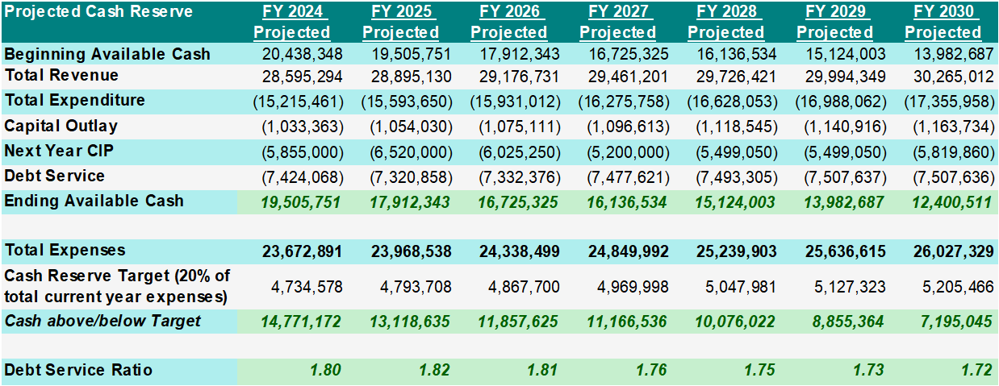 Projected Cash Reserve FY 2024 FY 2025 FY 2026 FY 2027 FY 2028 FY 2029 FY 2030
Projected Projected Projected Projected Projected Projected Projected
Beginning Available Cash 20,438,348 19,505,751 17,912,343 16,725,325 16,136,534 15,124,003 13,982,687
Total Revenue 28,595,294 28,895,130 29,176,731 29,461,201 29,726,421 29,994,349 30,265,012
Total Expenditure (15,215,461) (15,593,650) (15,931,012) (16,275,758) (16,628,053) (16,988,062) (17,355,958)
Capital Outlay (1,033,363) (1,054,030) (1,075,111) (1,096,613) (1,118,545) (1,140,916) (1,163,734)
Next Year CIP (5,855,000) (6,520,000) (6,025,250) (5,200,000) (5,499,050) (5,499,050) (5,819,860)
Debt Service (7,424,068) (7,320,858) (7,332,376) (7,477,621) (7,493,305) (7,507,637) (7,507,636)
Ending Available Cash 19,505,751 17,912,343 16,725,325 16,136,534 15,124,003 13,982,687 12,400,511
Total Expenses 23,672,891 23,968,538 24,338,499 24,849,992 25,239,903 25,636,615 26,027,329
Cash Reserve Target (20% of
total current year expenses) 4,734,578 4,793,708 4,867,700 4,969,998 5,047,981 5,127,323 5,205,466
Cash above/below Target 14,771,172 13,118,635 11,857,625 11,166,536 10,076,022 8,855,364 7,195,045
Debt Service Ratio 1.80 1.82 1.81 1.76 1.75 1.73 1.72